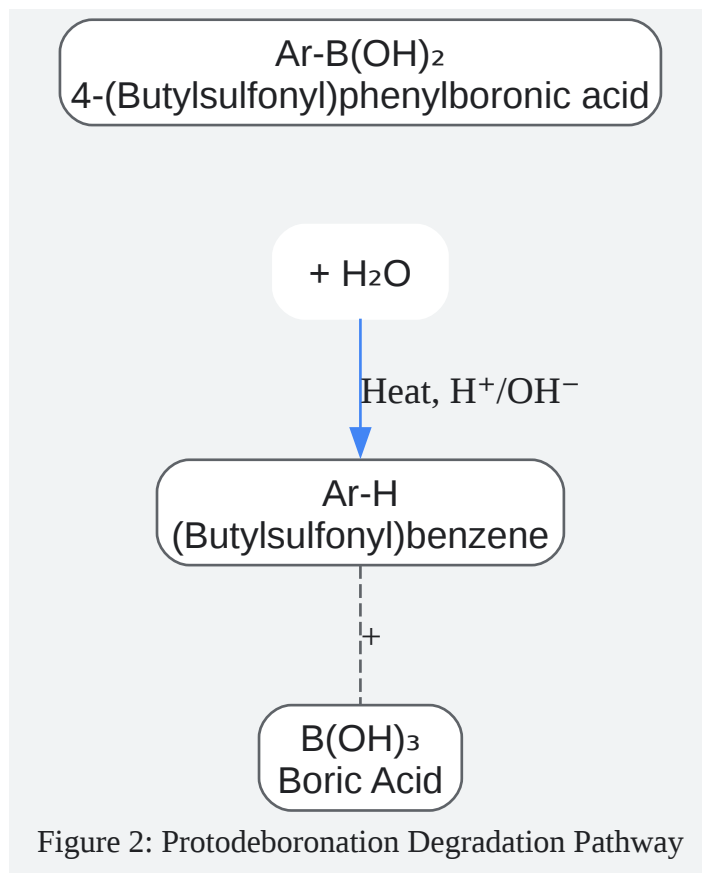 Ar-B(OH)₂
4-(Butylsulfonyl)phenylboronic acid
+ H₂O
Heat, H⁺/OH⁻
Ar-H
(Butylsulfonyl)benzene
+
B(OH)₃
Boric Acid
Figure 2: Protodeboronation Degradation Pathway